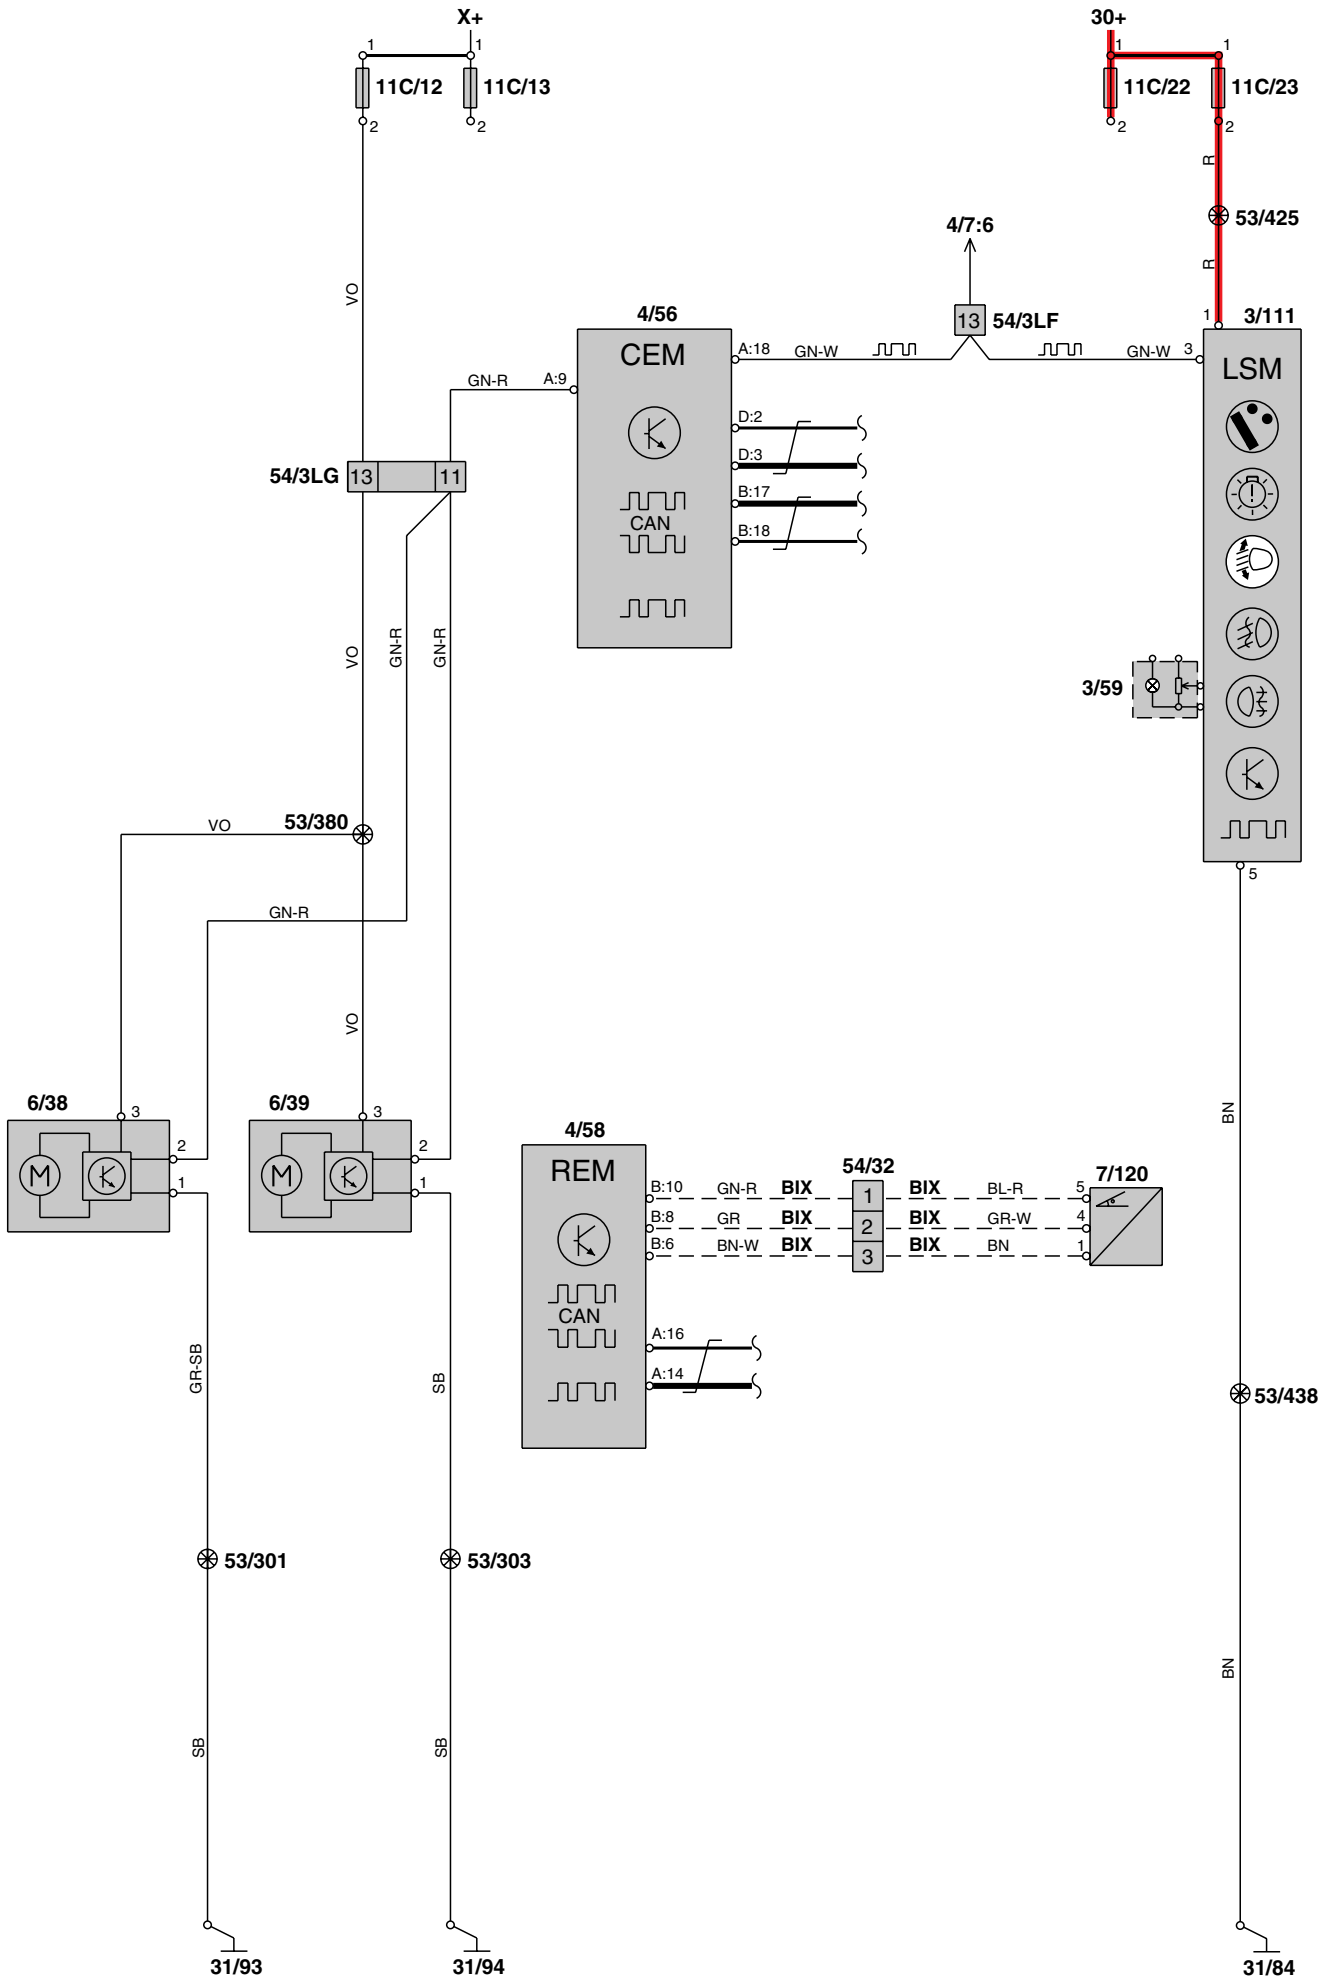 X+
30+
1
1
1
1
11C/12
11C/13
11C/22
11C/23
2
2
2
2
R
53/425
4/7:6
R
VO
13
54/3LF
1
3/111
4/56
CEM
A:18
GN-W
GN-W
3
LSM
GN-R
A:9
D:2
D:3
54/3LG
13
11
B:17
CAN
B:18
VO
GN-R
GN-R
3/59
VO
53/380
5
GN-R
VO
BN
6/38
3
6/39
3
4/58
2
2
REM
54/32
7/120
M
1
M
1
B:10
GN-R
BIX
1
BIX
BL-R
5
B:8
GR
BIX
2
BIX
GR-W
4
B:6
BN-W
BIX
3
BIX
BN
1
CAN
A:16
A:14
GR-SB
SB
53/438
53/301
53/303
BN
SB
SB
31/93
31/94
31/84